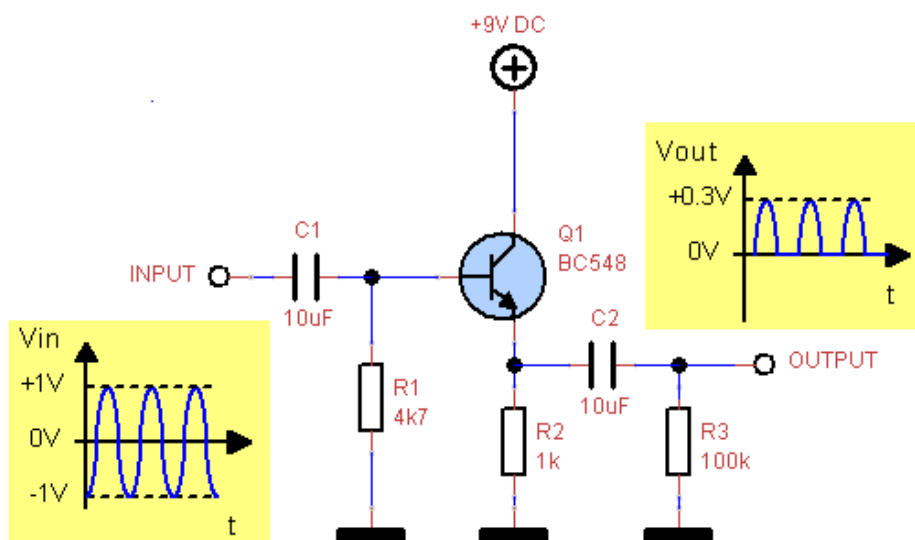 +9V DC
Vout
+0.3V
0V
t
C1
Q1
BC548
INPUT
10uF
C2
OUTPUT
Vin
+1V
0V
-1V
t
R1
4k7
10uF
R2
1k
R3
100k